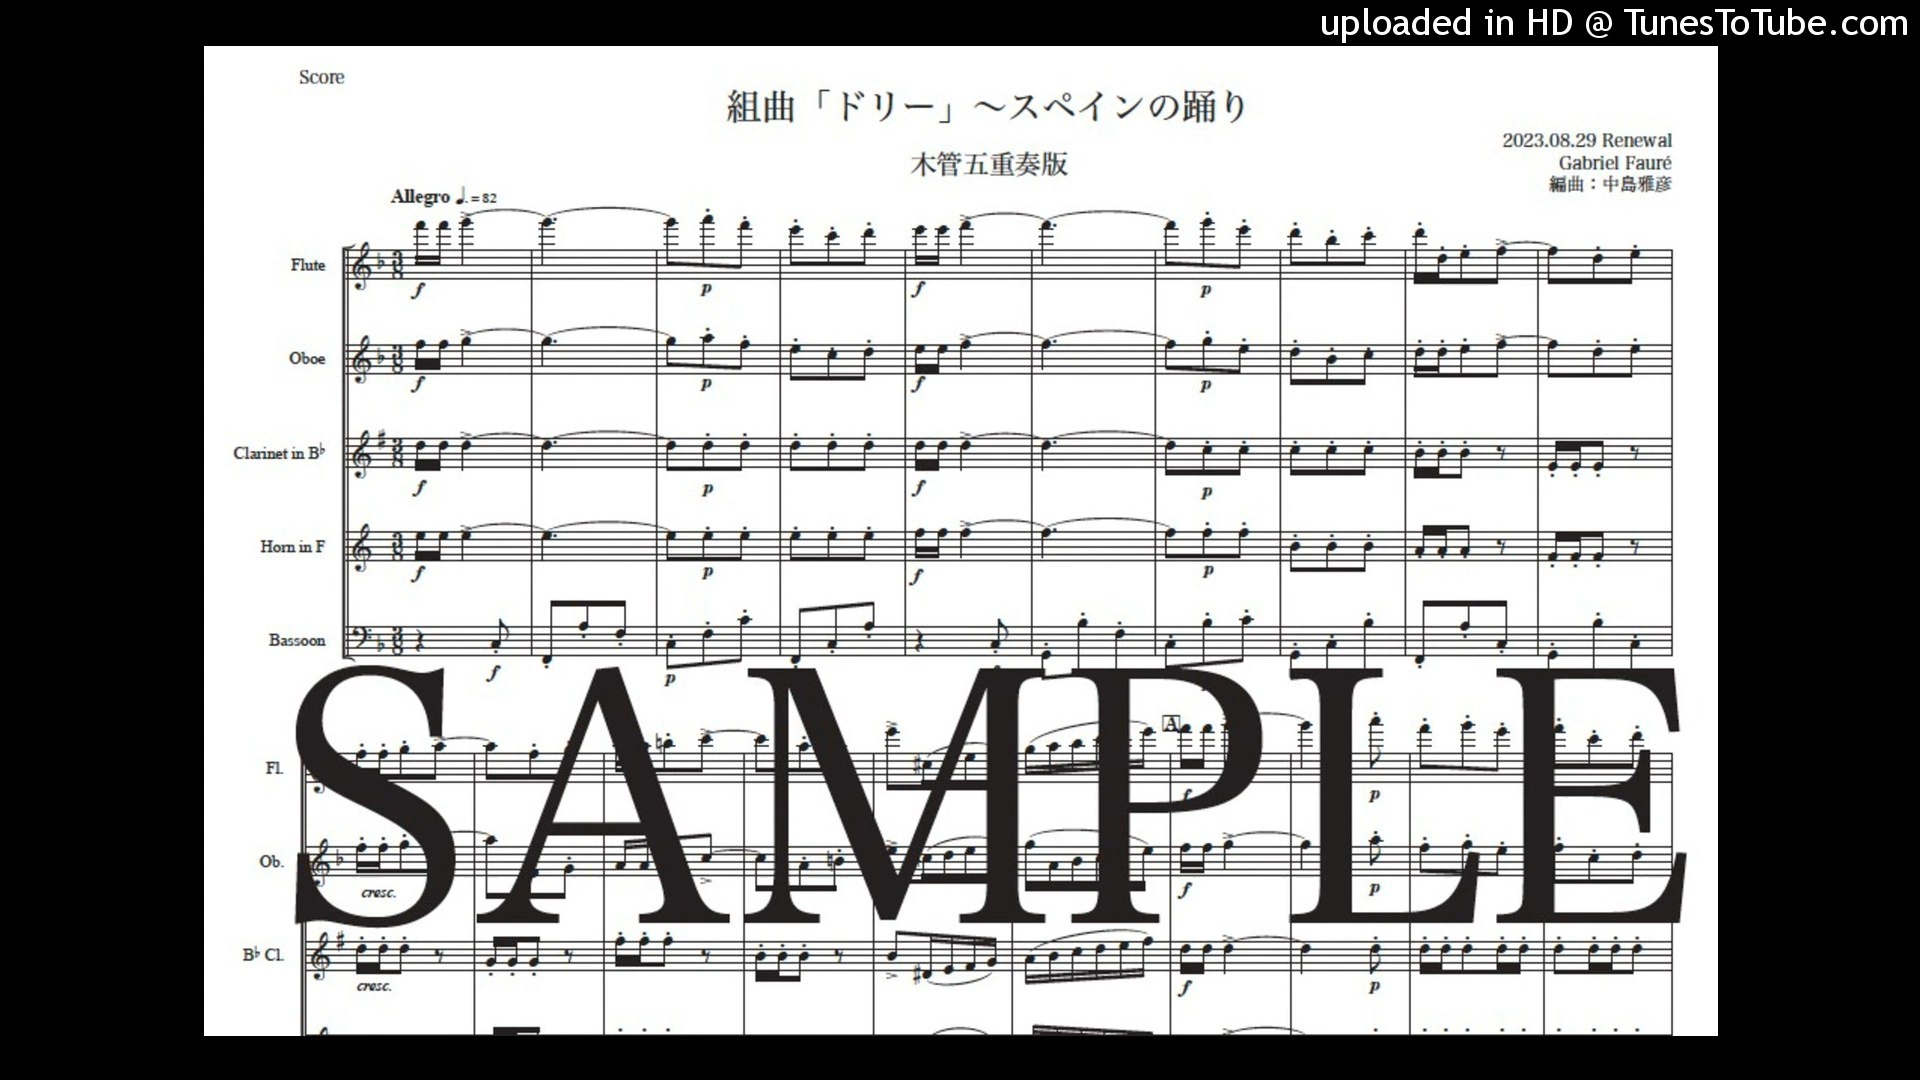 uploaded in HD @ TunesToTube.com
Score
組曲「ドリー」～スペインの踊り
木管五重奏版
2023.08.29 Renewal
Gabriel Fauré
編曲：中島雅彦
Allegro ♩. = 82
Flute
f p f p
Oboe
f p f p
Clarinet in B♭
f p f p
Horn in F
f p f p
Bassoon
f p
SAMPLE
A
Fl.
f p
Ob.
cresc. f p
B♭ Cl.
cresc. f p